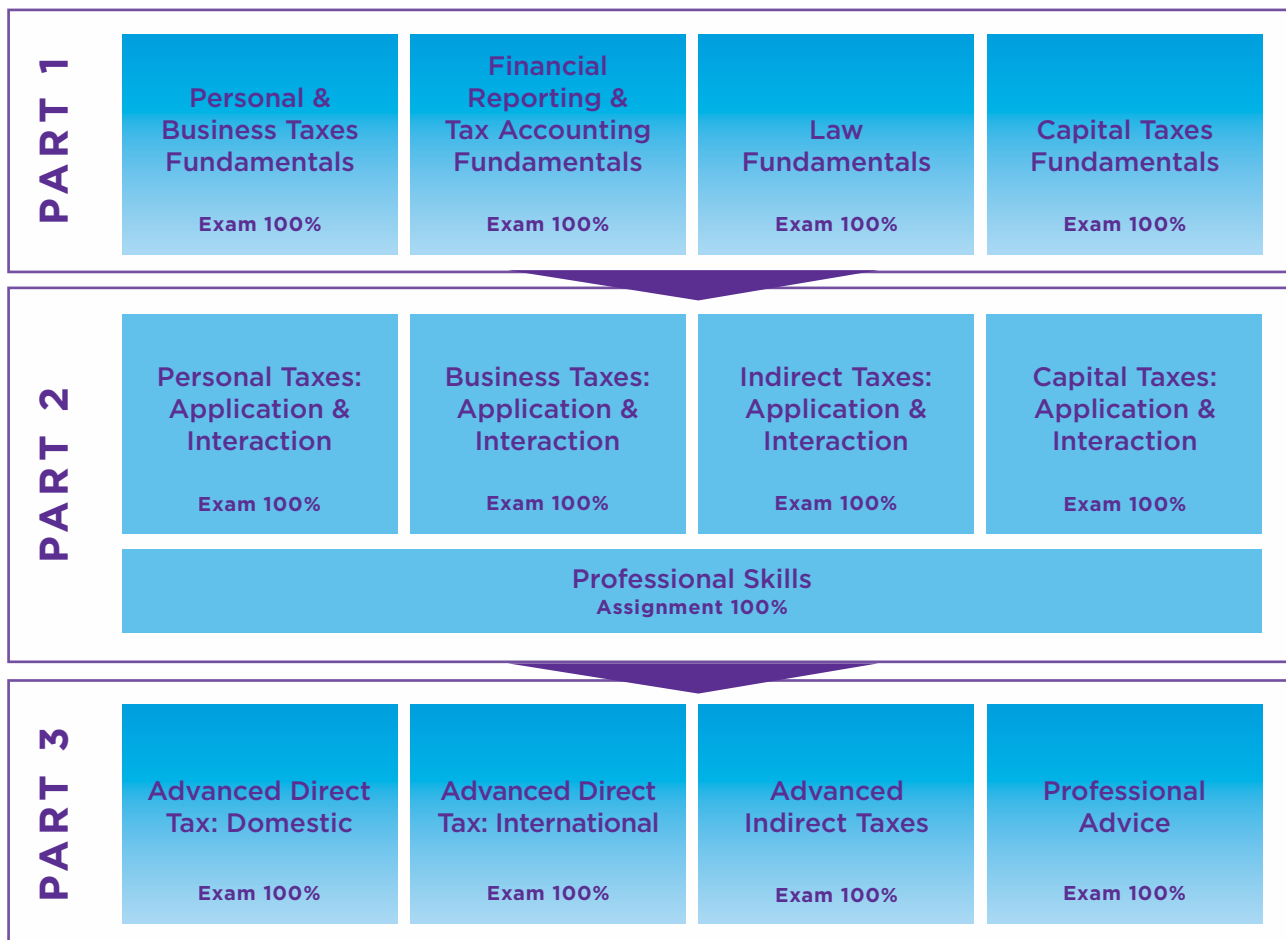 PART 1
Personal &
Business Taxes
Fundamentals
Exam 100%
Financial
Reporting &
Tax Accounting
Fundamentals
Exam 100%
Law
Fundamentals
Exam 100%
Capital Taxes
Fundamentals
Exam 100%
PART 2
Personal Taxes:
Application &
Interaction
Exam 100%
Business Taxes:
Application &
Interaction
Exam 100%
Indirect Taxes:
Application &
Interaction
Exam 100%
Capital Taxes:
Application &
Interaction
Exam 100%
Professional Skills
Assignment 100%
PART 3
Advanced Direct
Tax: Domestic
Exam 100%
Advanced Direct
Tax: International
Exam 100%
Advanced
Indirect Taxes
Exam 100%
Professional
Advice
Exam 100%